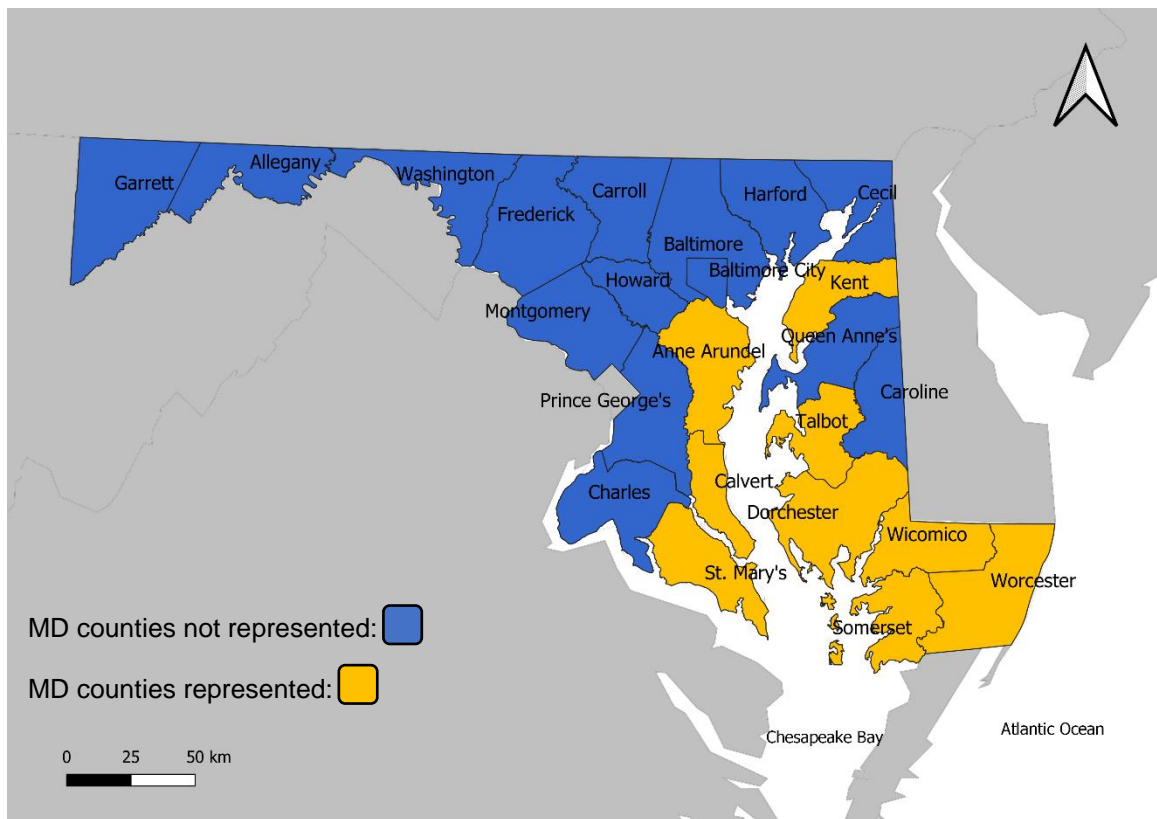 Allegany
Garrett
Washington
Carroll
Harford
Cecil
Frederick
Baltimore
Baltimore City
Howard
Kent
Montgomery
Queen Anne's
Anne Arundel
Prince George's
Caroline
Talbot
Calvert
Charles
Dorchester
Wicomico
St. Mary's
Worcester
Somerset
MD counties not represented:
MD counties represented:
Chesapeake Bay
Atlantic Ocean
0 25 50 km